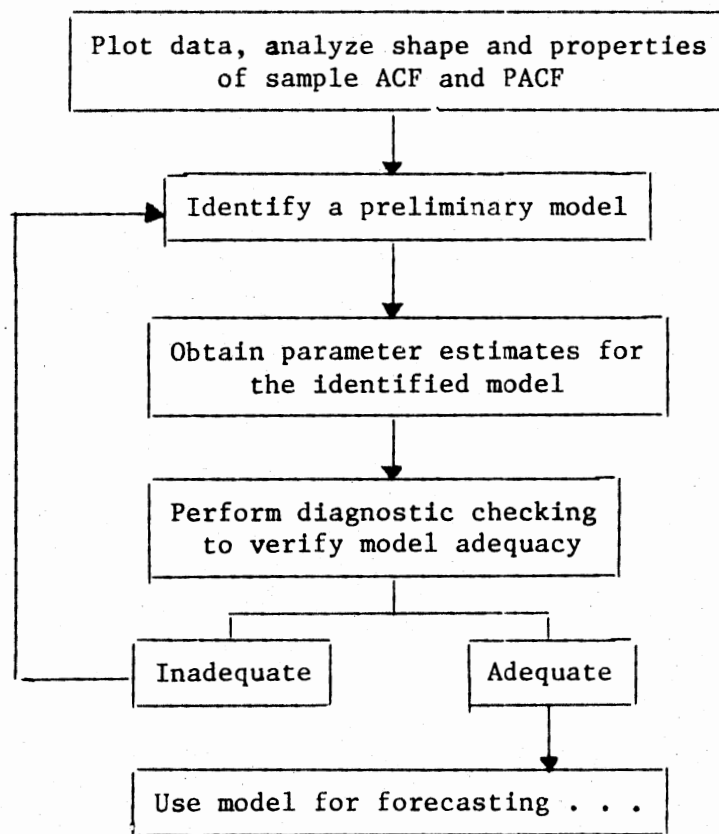 Plot data, analyze shape and properties
of sample ACF and PACF
Identify a preliminary model
Obtain parameter estimates for
the identified model
Perform diagnostic checking
to verify model adequacy
Inadequate
Adequate
Use model for forecasting . . .